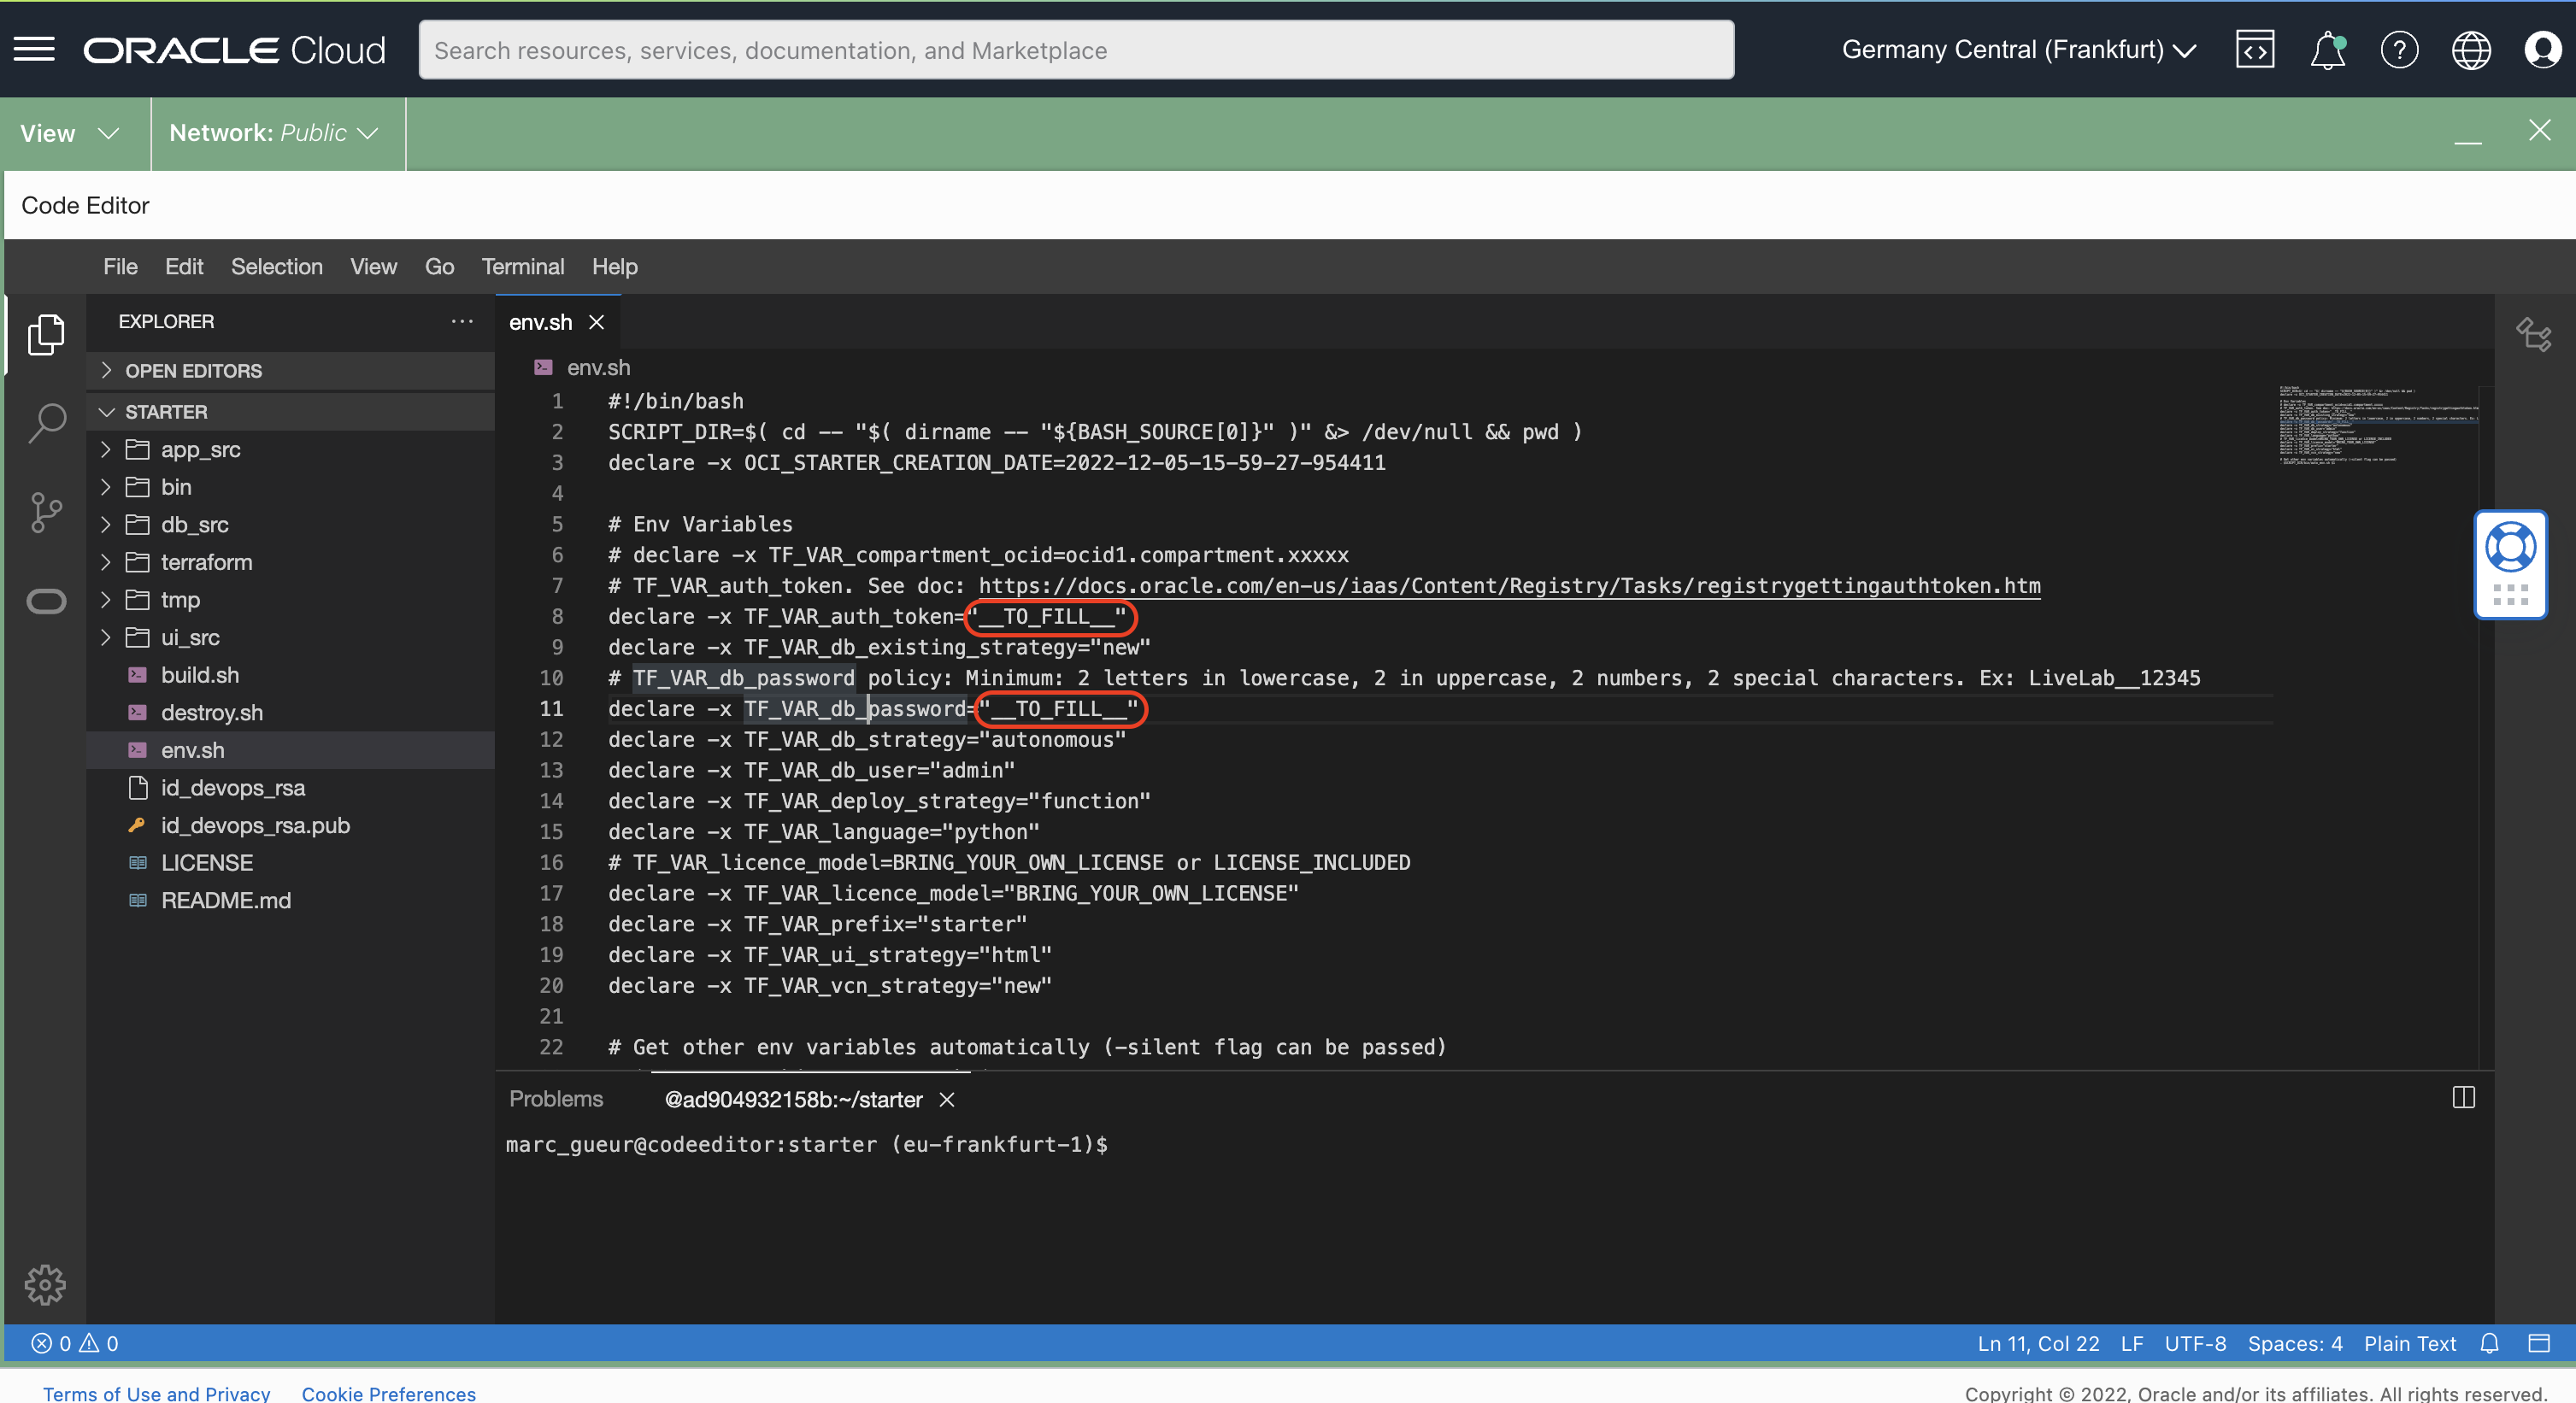 ORACLE Cloud
Search resources, services, documentation, and Marketplace
Germany Central (Frankfurt)
View
Network: Public
Code Editor
File Edit Selection View Go Terminal Help
EXPLORER
OPEN EDITORS
STARTER
app_src
bin
db_src
terraform
tmp
ui_src
build.sh
destroy.sh
env.sh
id_devops_rsa
id_devops_rsa.pub
LICENSE
README.md
env.sh
env.sh
1 #!/bin/bash
2 SCRIPT_DIR=$( cd -- "$( dirname -- "${BASH_SOURCE[0]}" )" &> /dev/null && pwd )
3 declare -x OCI_STARTER_CREATION_DATE=2022-12-05-15-59-27-954411
4
5 # Env Variables
6 # declare -x TF_VAR_compartment_ocid=ocid1.compartment.xxxxx
7 # TF_VAR_auth_token. See doc: https://docs.oracle.com/en-us/iaas/Content/Registry/Tasks/registrygettingauthtoken.htm
8 declare -x TF_VAR_auth_token="__TO_FILL__"
9 declare -x TF_VAR_db_existing_strategy="new"
10 # TF_VAR_db_password policy: Minimum: 2 letters in lowercase, 2 in uppercase, 2 numbers, 2 special characters. Ex: LiveLab__12345
11 declare -x TF_VAR_db_password="__TO_FILL__"
12 declare -x TF_VAR_db_strategy="autonomous"
13 declare -x TF_VAR_db_user="admin"
14 declare -x TF_VAR_deploy_strategy="function"
15 declare -x TF_VAR_language="python"
16 # TF_VAR_licence_model=BRING_YOUR_OWN_LICENSE or LICENSE_INCLUDED
17 declare -x TF_VAR_licence_model="BRING_YOUR_OWN_LICENSE"
18 declare -x TF_VAR_prefix="starter"
19 declare -x TF_VAR_ui_strategy="html"
20 declare -x TF_VAR_vcn_strategy="new"
21
22 # Get other env variables automatically (-silent flag can be passed)
Problems @ad904932158b:~/starter
marc_gueur@codeeditor:starter (eu-frankfurt-1)$
0 0
Ln 11, Col 22 LF UTF-8 Spaces: 4 Plain Text
Terms of Use and Privacy Cookie Preferences
Copyright © 2022, Oracle and/or its affiliates. All rights reserved.